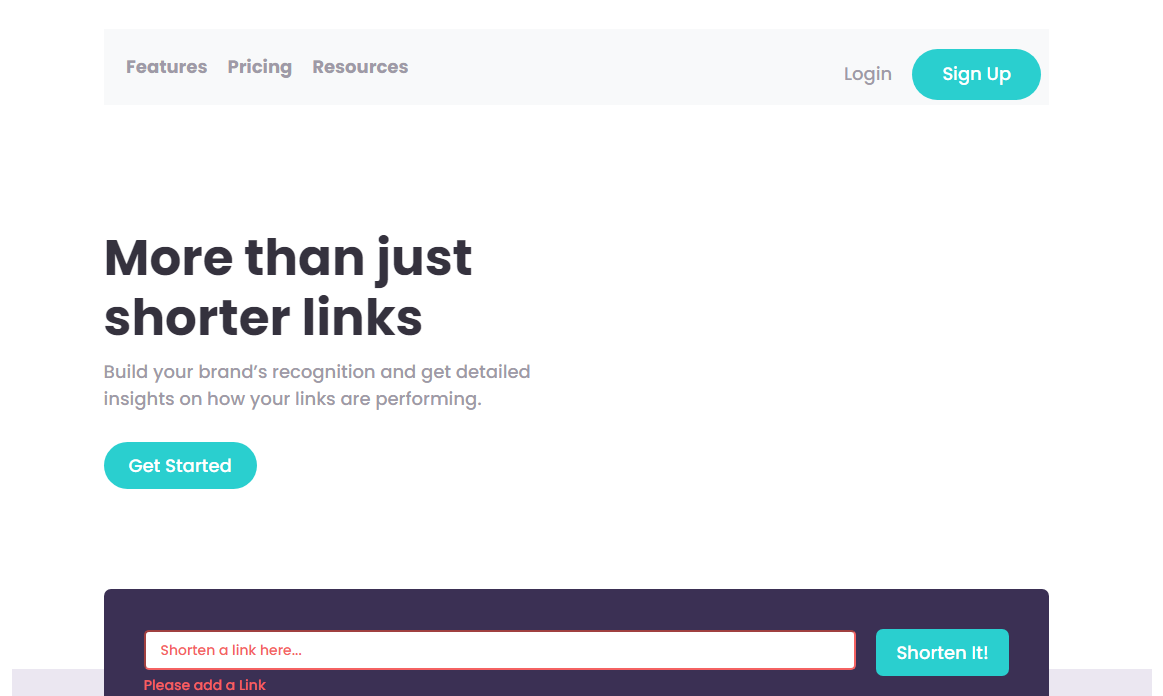 Features Pricing Resources Login Sign Up
More than just
shorter links
Build your brand’s recognition and get detailed
insights on how your links are performing.
Get Started
Shorten a link here... Shorten It!
Please add a Link